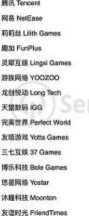 腾讯 Tencent
网易 NetEase
莉莉丝 Lilith Games
趣加 FunPlus
灵犀互娱 Lingxi Games
游族网络 YOOZOO
龙创悦动 Long Tech
天盟数码 IGG
完美世界 Perfect World
友塔游戏 Yotta Games
三七互娱 37 Games
博乐科技 Bole Games
悠星网络 Yostar
沐瞳科技 Moonton
友谊时光 FriendTimes